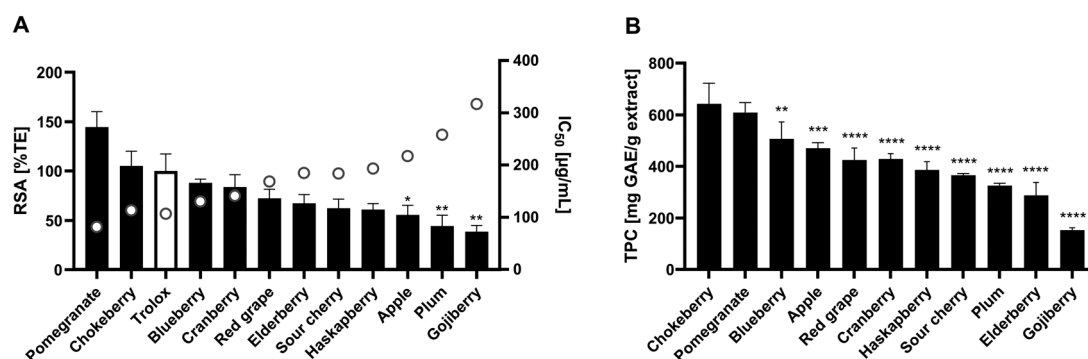 A
RSA [%TE]
200
150
100
50
0
400
300
200
100
0
IC50 [µg/mL]
*
**
**
Pomegranate
Chokeberry
Trolox
Blueberry
Cranberry
Red grape
Elderberry
Sour cherry
Haskapberry
Apple
Plum
Gojiberry
B
TPC [mg GAE/g extract]
800
600
400
200
0
**
***
****
****
****
****
****
****
****
Chokeberry
Pomegranate
Blueberry
Apple
Red grape
Cranberry
Haskapberry
Sour cherry
Plum
Elderberry
Gojiberry